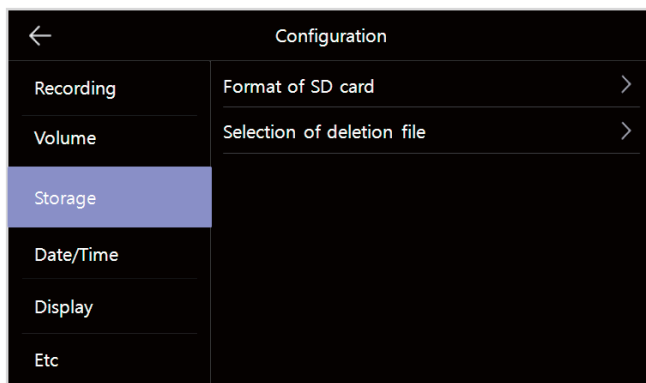 Configuration
Recording
Volume
Storage
Date/Time
Display
Etc
Format of SD card
Selection of deletion file